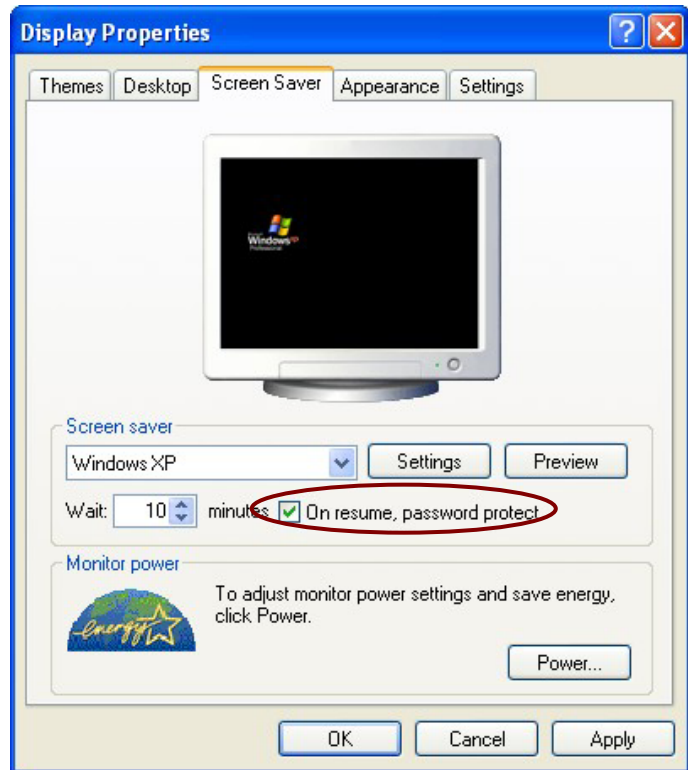 Display Properties
Themes Desktop Screen Saver Appearance Settings
Windows XP
Professional
Screen saver
Windows XP Settings Preview
Wait: 10 minutes On resume, password protect
Monitor power
energy
To adjust monitor power settings and save energy,
click Power.
Power...
OK Cancel Apply